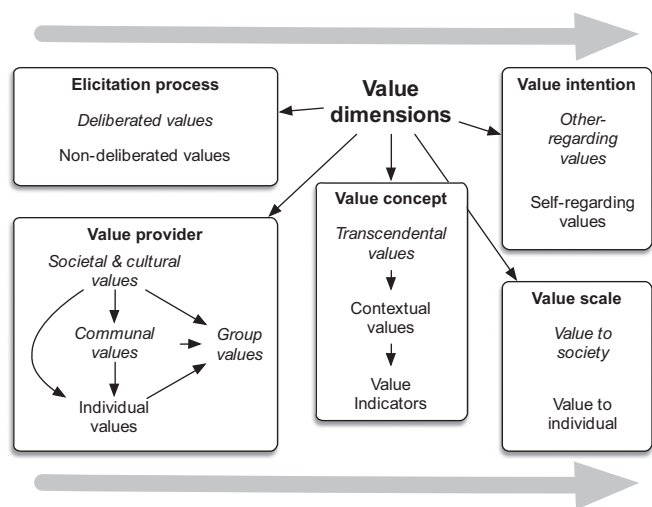 Value
dimensions
Elicitation process
Deliberated values
Non-deliberated values
Value intention
Other-
regarding
values
Self-regarding
values
Value provider
Societal & cultural
values
Communal
values
Group
values
Individual
values
Value concept
Transcendental
values
Contextual
values
Value
Indicators
Value scale
Value to
society
Value to
individual